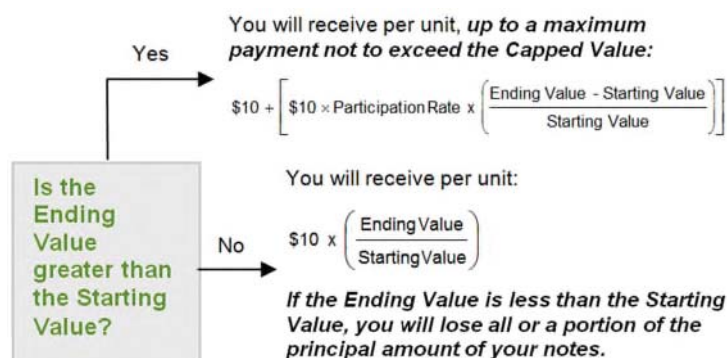 You will receive per unit, up to a maximum
payment not to exceed the Capped Value:
Yes
$10 + [ $10 × Participation Rate x ( Ending Value - Starting Value / Starting Value ) ]
Is the
Ending
Value
greater than
the Starting
Value?
No
You will receive per unit:
$10 x ( Ending Value / Starting Value )
If the Ending Value is less than the Starting
Value, you will lose all or a portion of the
principal amount of your notes.